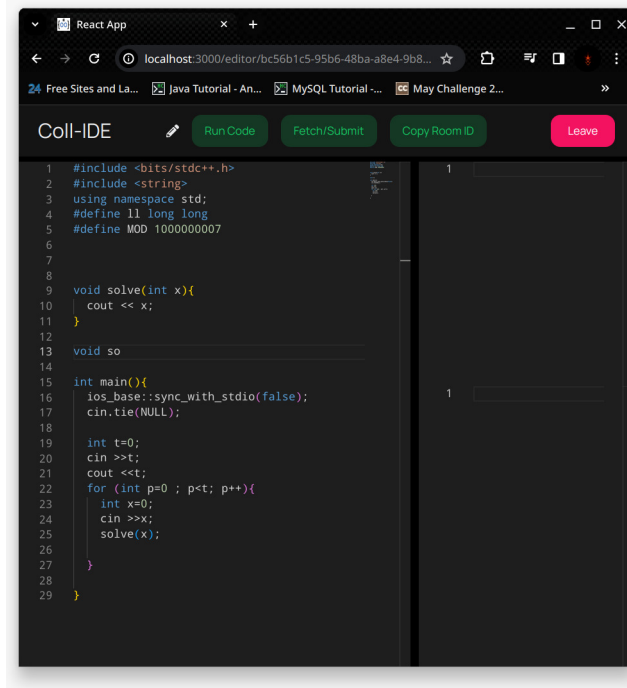 React App
localhost:3000/editor/bc56b1c5-95b6-48ba-a8e4-9b8...
24 Free Sites and La... Java Tutorial - An... MySQL Tutorial -... CC May Challenge 2... »
Coll-IDE Run Code Fetch/Submit Copy Room ID Leave
1 #include <bits/stdc++.h>
2 #include <string>
3 using namespace std;
4 #define ll long long
5 #define MOD 1000000007
6
7
8
9 void solve(int x){
10 cout << x;
11 }
12
13 void so
14
15 int main(){
16 ios_base::sync_with_stdio(false);
17 cin.tie(NULL);
18
19 int t=0;
20 cin >>t;
21 cout <<t;
22 for (int p=0 ; p<t; p++){
23 int x=0;
24 cin >>x;
25 solve(x);
26
27 }
28
29 }
1
1